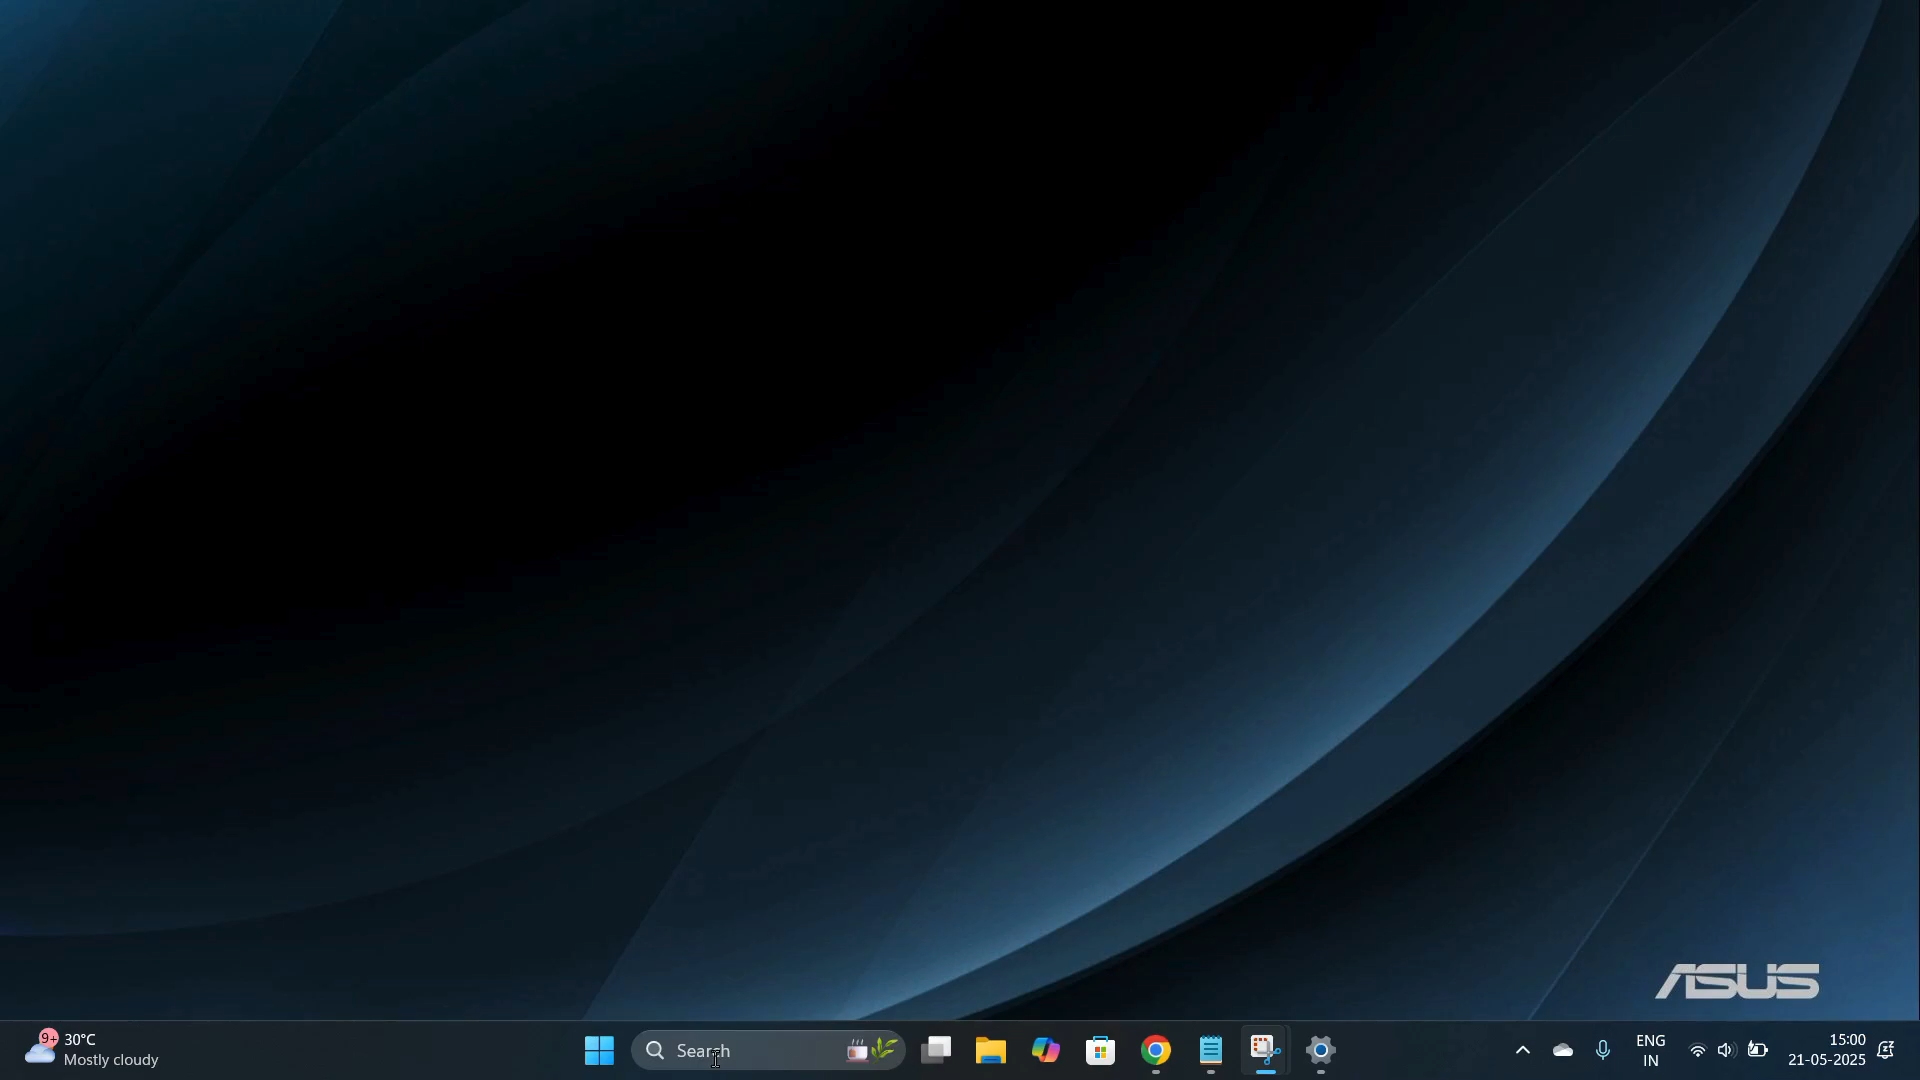 ASUS
9+
30°C
Mostly cloudy
Search
ENG
IN
15:00
21-05-2025